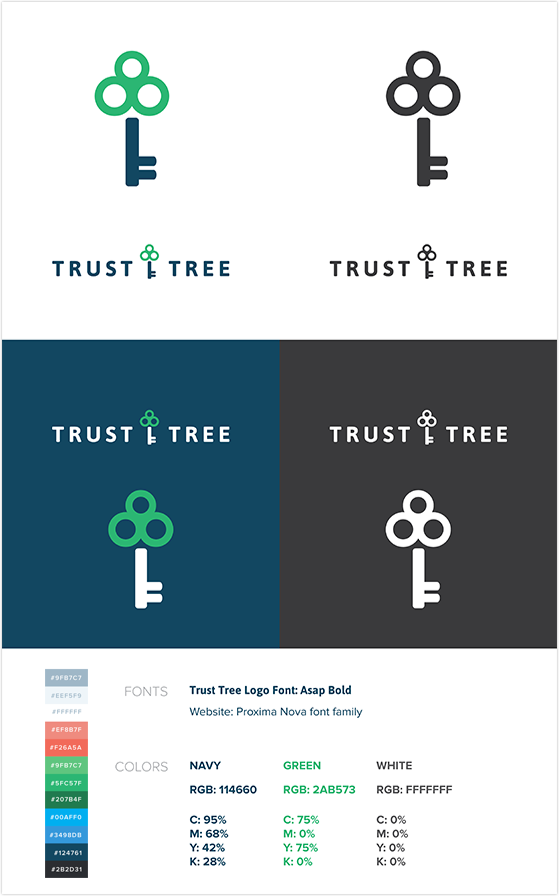 TRUST TREE
TRUST TREE
TRUST TREE
TRUST TREE
#9FB7C7
#EEF5F9
#FFFFFF
#EF8B7F
#F26A5A
#9FB7C7
#5FC57F
#207B4F
#00AFF0
#3498DB
#124761
#2B2D31
FONTS
Trust Tree Logo Font: Asap Bold
Website: Proxima Nova font family
COLORS
NAVY
RGB: 114660
C: 95%
M: 68%
Y: 42%
K: 28%
GREEN
RGB: 2AB573
C: 75%
M: 0%
Y: 75%
K: 0%
WHITE
RGB: FFFFFFF
C: 0%
M: 0%
Y: 0%
K: 0%